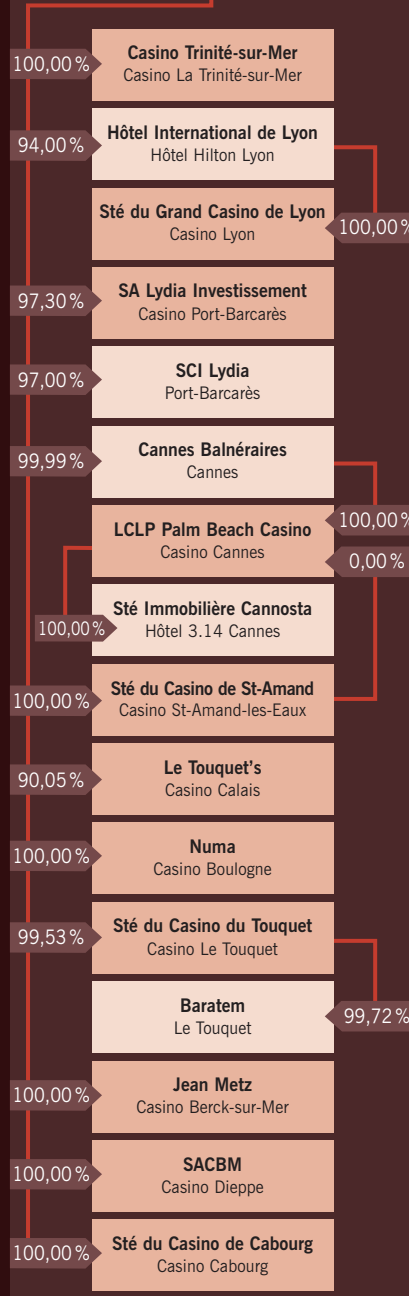 100,00 %
Casino Trinité-sur-Mer
Casino La Trinité-sur-Mer
94,00 %
Hôtel International de Lyon
Hôtel Hilton Lyon
Sté du Grand Casino de Lyon
Casino Lyon
100,00 %
97,30 %
SA Lydia Investissement
Casino Port-Barcarès
97,00 %
SCI Lydia
Port-Barcarès
99,99 %
Cannes Balnéraires
Cannes
LCLP Palm Beach Casino
Casino Cannes
100,00 %
0,00 %
100,00 %
Sté Immobilière Cannosta
Hôtel 3.14 Cannes
100,00 %
Sté du Casino de St-Amand
Casino St-Amand-les-Eaux
90,05 %
Le Touquet's
Casino Calais
100,00 %
Numa
Casino Boulogne
99,53 %
Sté du Casino du Touquet
Casino Le Touquet
Baratem
Le Touquet
99,72 %
100,00 %
Jean Metz
Casino Berck-sur-Mer
100,00 %
SACBM
Casino Dieppe
100,00 %
Sté du Casino de Cabourg
Casino Cabourg